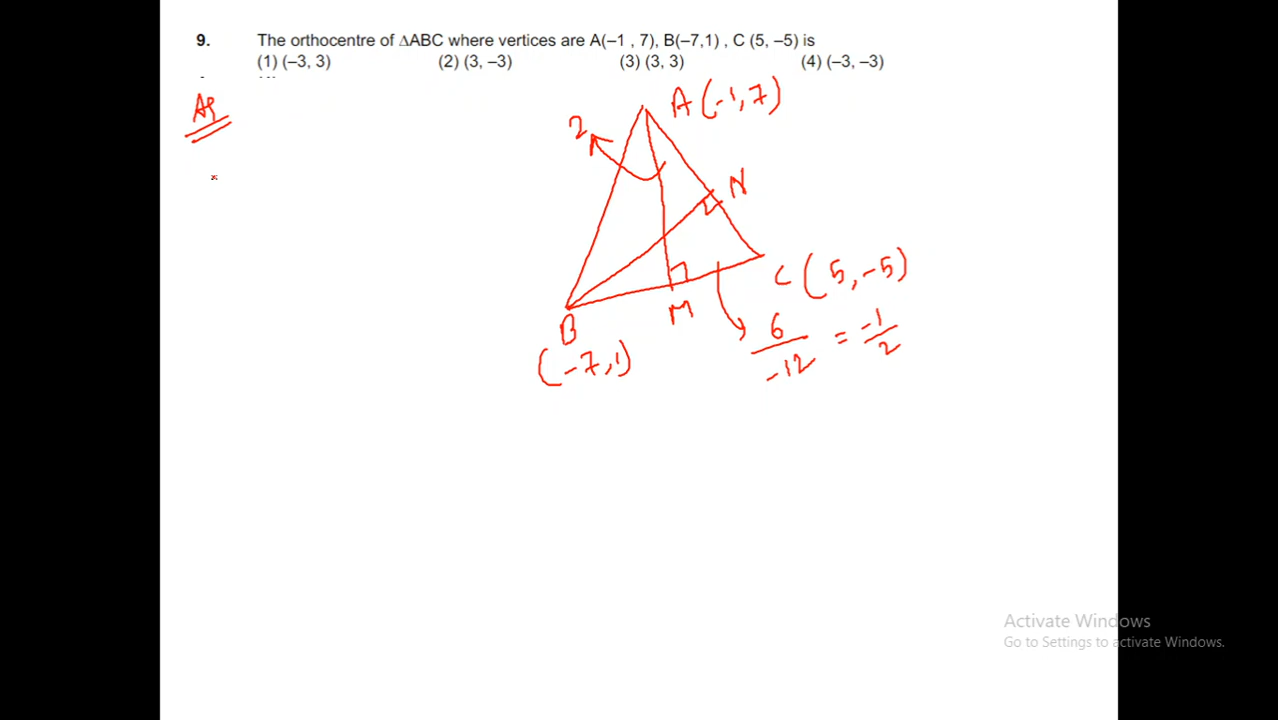 9. The orthocentre of ∆ABC where vertices are A(–1 , 7), B(–7,1) , C (5, –5) is
(1) (–3, 3) (2) (3, –3) (3) (3, 3) (4) (–3, –3)
A (-1, 7)
2
N
C (5, -5)
M
B
(-7, 1)
6/-12 = -1/2
Activate Windows
Go to Settings to activate Windows.